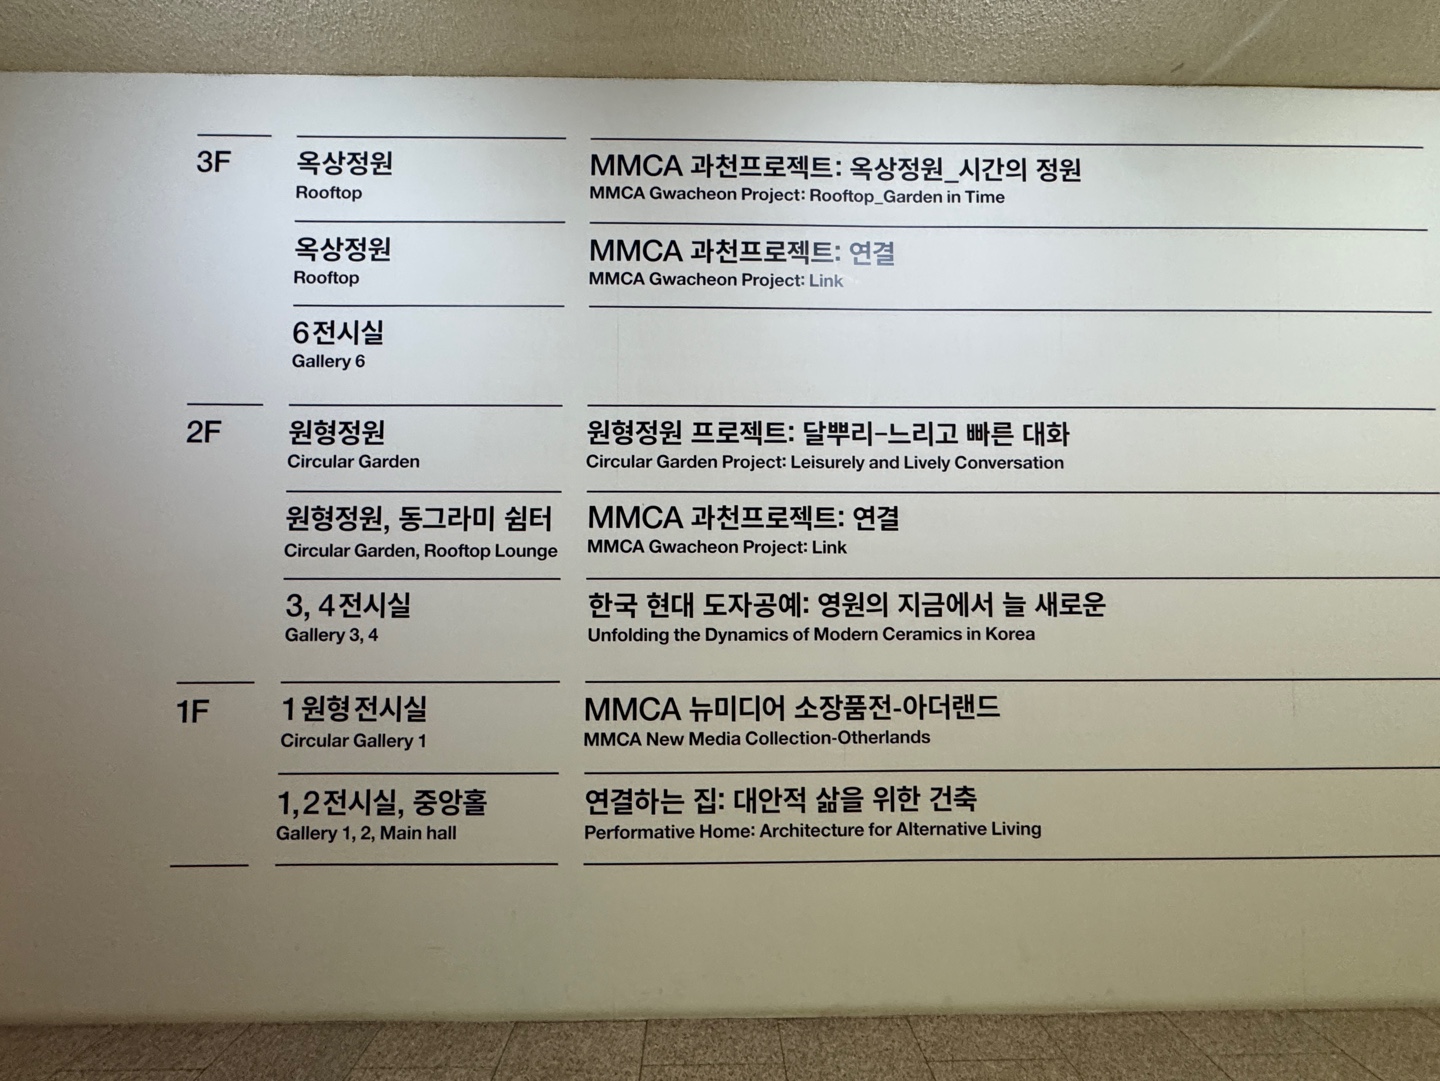 3F
옥상정원
Rooftop
MMCA 과천프로젝트: 옥상정원_시간의 정원
MMCA Gwacheon Project: Rooftop_Garden in Time
옥상정원
Rooftop
MMCA 과천프로젝트: 연결
MMCA Gwacheon Project: Link
6전시실
Gallery 6
2F
원형정원
Circular Garden
원형정원 프로젝트: 달뿌리–느리고 빠른 대화
Circular Garden Project: Leisurely and Lively Conversation
원형정원, 동그라미 쉼터
Circular Garden, Rooftop Lounge
MMCA 과천프로젝트: 연결
MMCA Gwacheon Project: Link
3, 4전시실
Gallery 3, 4
한국 현대 도자공예: 영원의 지금에서 늘 새로운
Unfolding the Dynamics of Modern Ceramics in Korea
1F
1원형전시실
Circular Gallery 1
MMCA 뉴미디어 소장품전-아더랜드
MMCA New Media Collection-Otherlands
1,2전시실, 중앙홀
Gallery 1, 2, Main hall
연결하는 집: 대안적 삶을 위한 건축
Performative Home: Architecture for Alternative Living